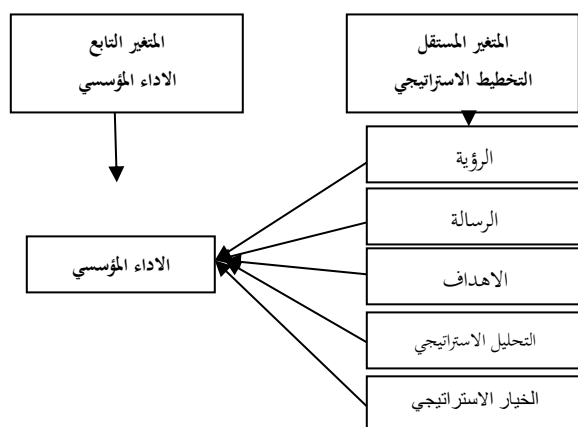 المتغير المستقل
التخطيط الاستراتيجي
المتغير التابع
الاداء المؤسسي
الرؤية
الرسالة
الاهداف
التحليل الاستراتيجي
الخيار الاستراتيجي
الاداء المؤسسي